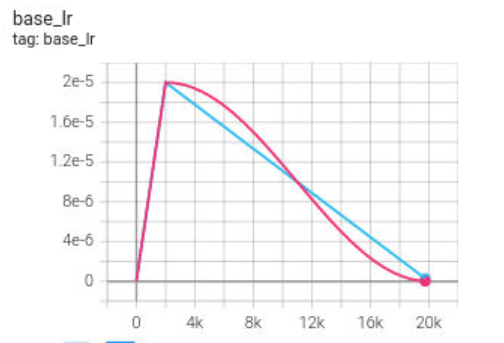 base_lr
tag: base_lr
2e-5
1.6e-5
1.2e-5
8e-6
4e-6
0
0 4k 8k 12k 16k 20k